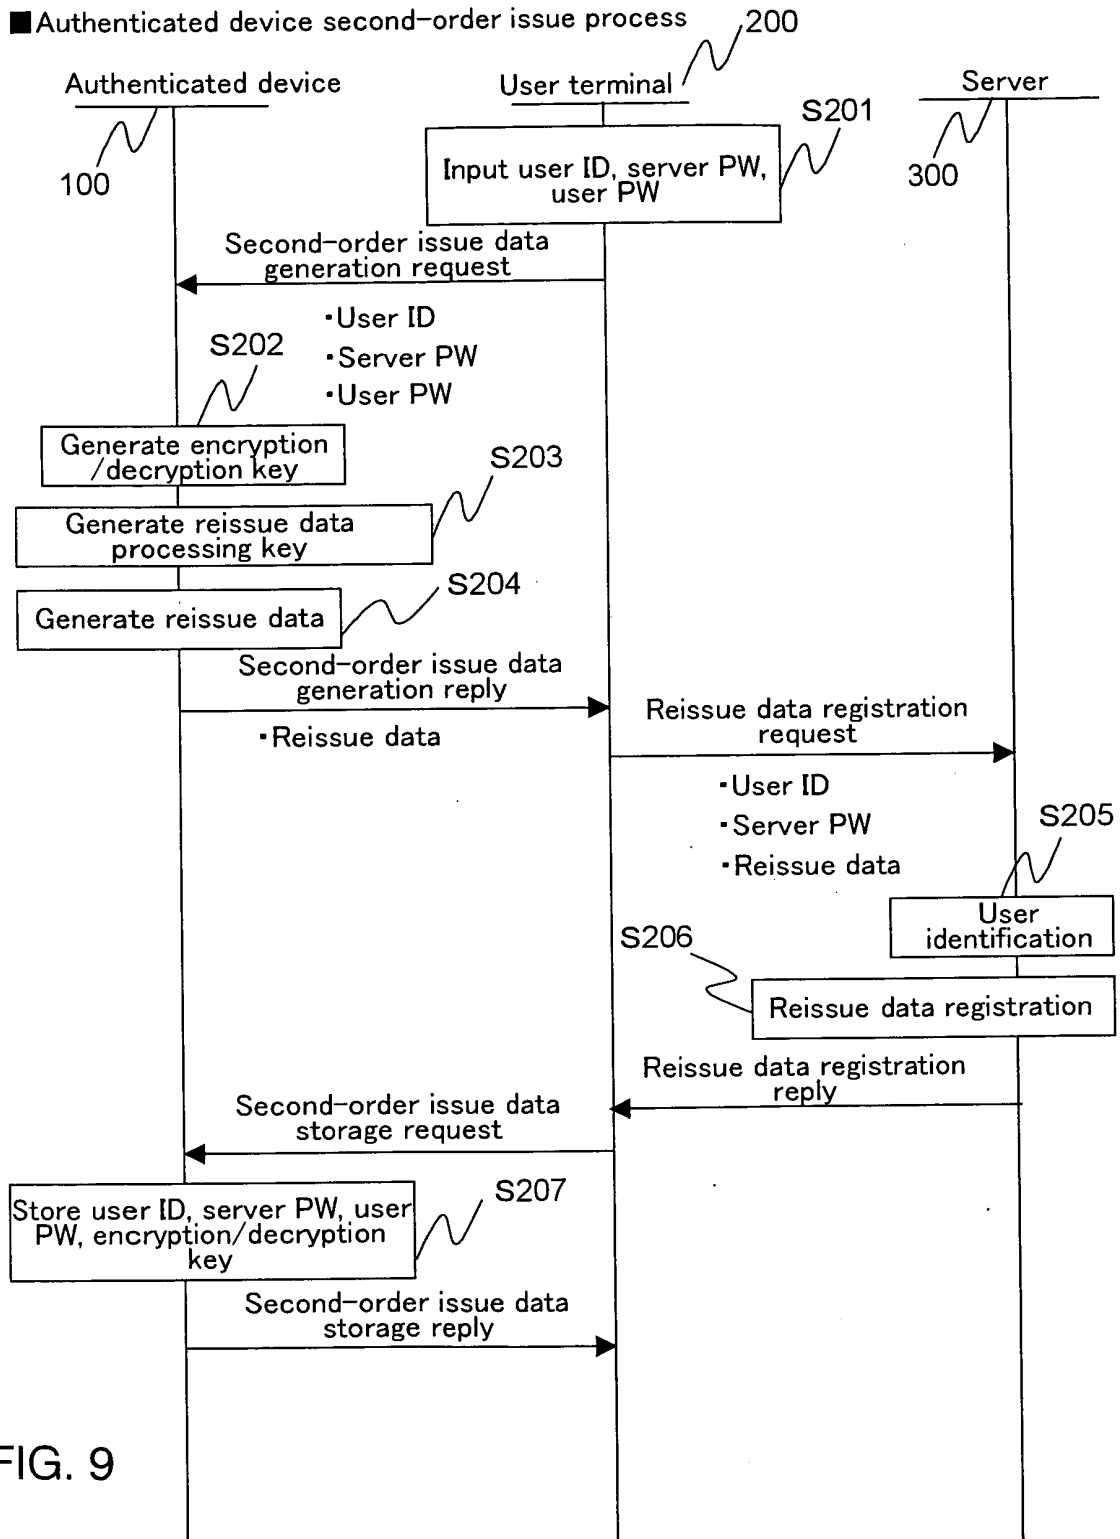 ■Authenticated device second-order issue process
200
Authenticated device
User terminal
Server
100
300
S201
Input user ID, server PW,
user PW
Second-order issue data
generation request
・User ID
・Server PW
・User PW
S202
Generate encryption
/decryption key
S203
Generate reissue data
processing key
S204
Generate reissue data
Second-order issue data
generation reply
・Reissue data
Reissue data registration
request
・User ID
・Server PW
・Reissue data
S205
User
identification
S206
Reissue data registration
Reissue data registration
reply
Second-order issue data
storage request
S207
Store user ID, server PW, user
PW, encryption/decryption
key
Second-order issue data
storage reply
FIG. 9